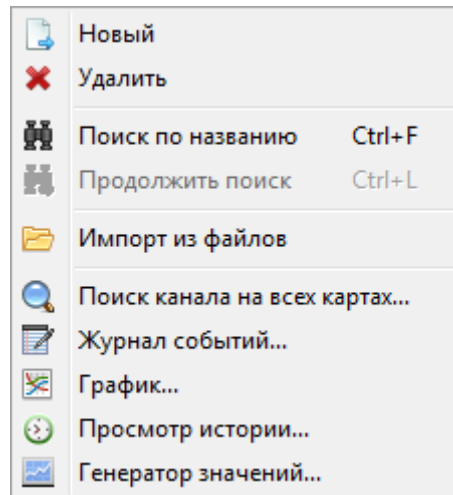 Новый
Удалить
Поиск по названию Ctrl+F
Продолжить поиск Ctrl+L
Импорт из файлов
Поиск канала на всех картах...
Журнал событий...
График...
Просмотр истории...
Генератор значений...